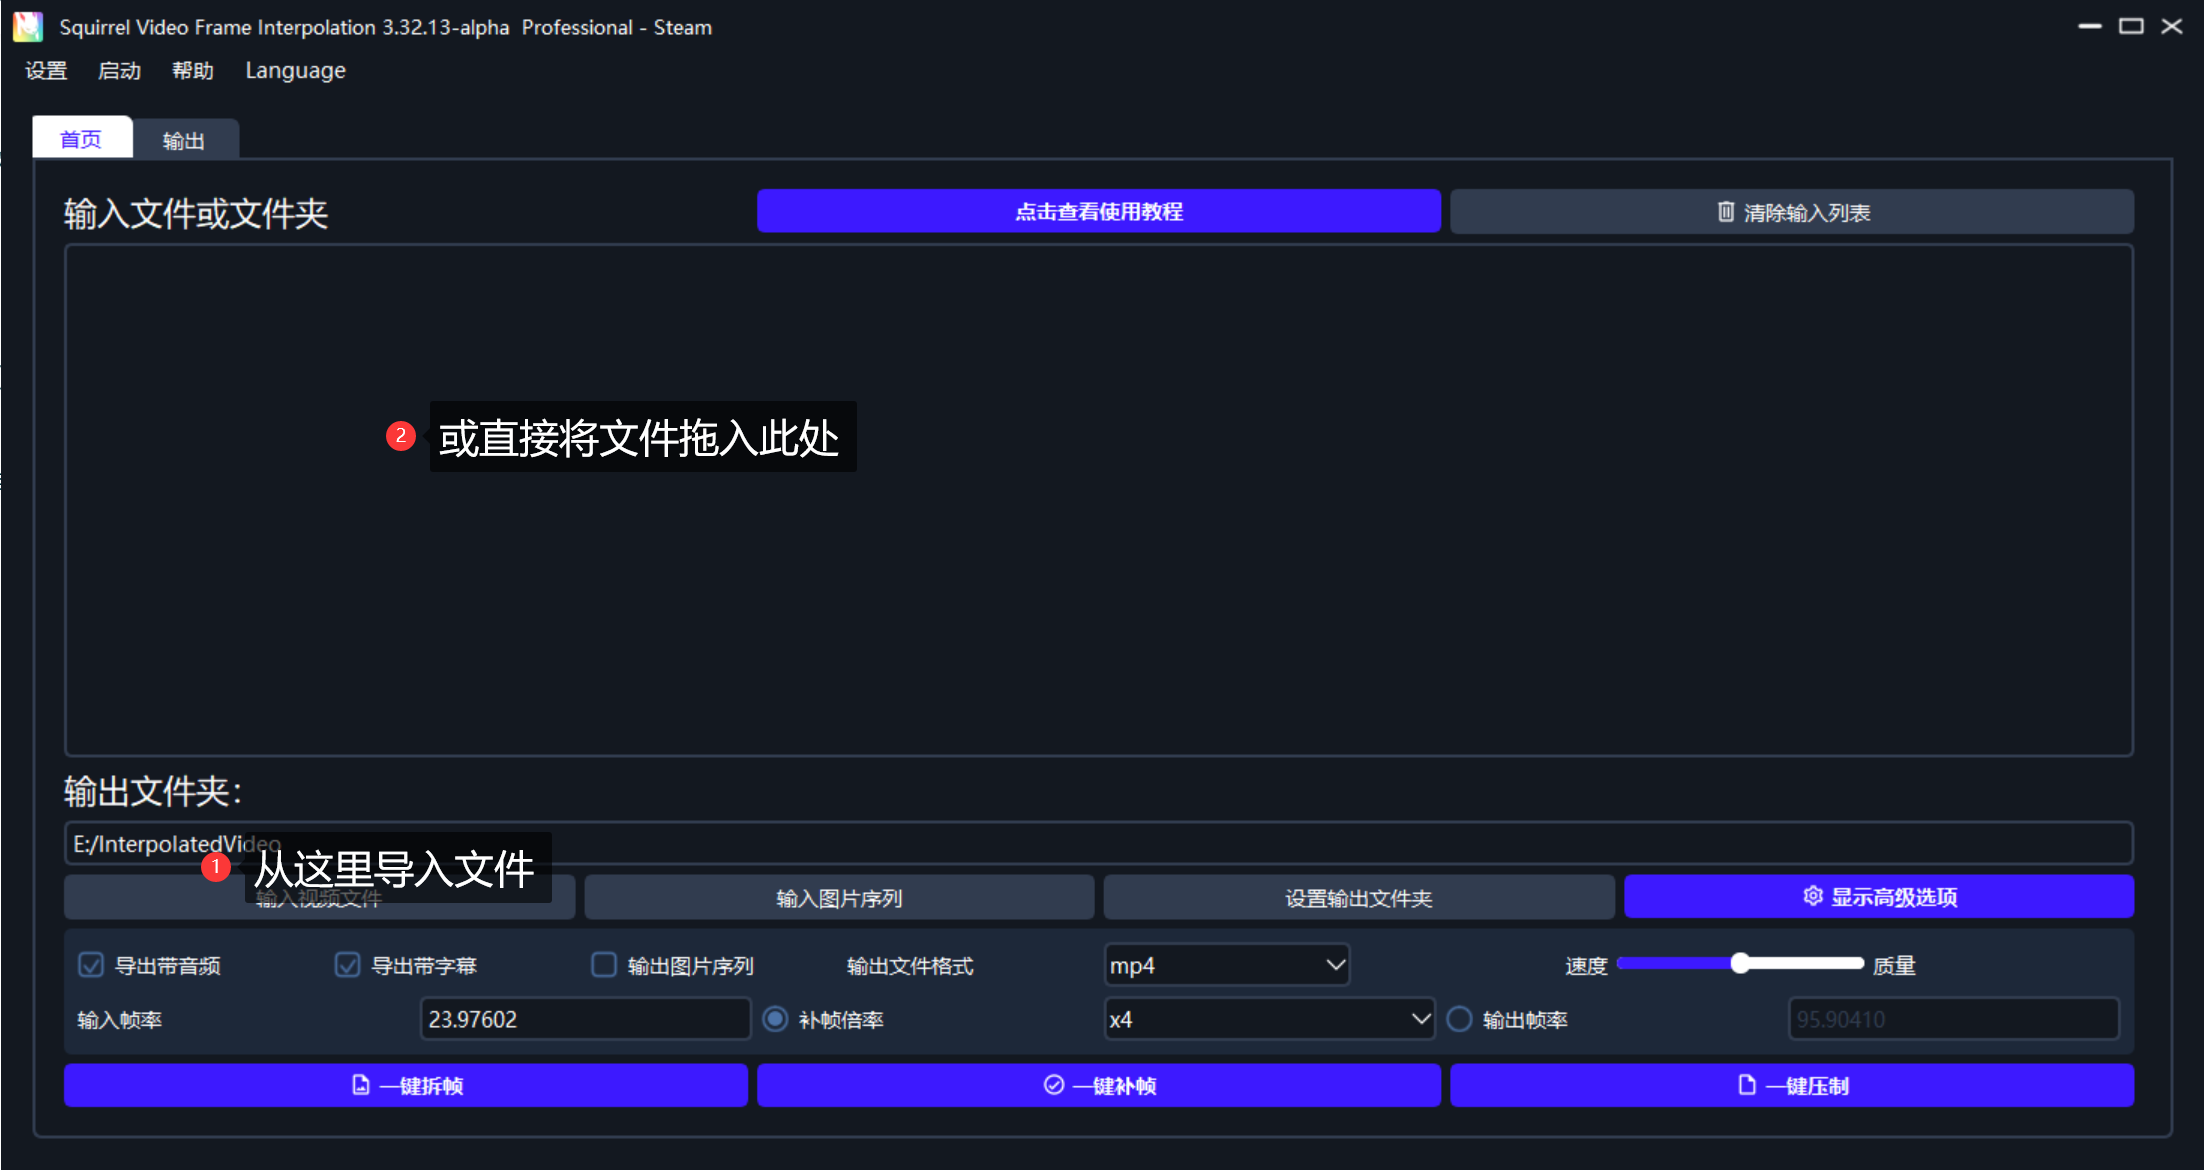 Squirrel Video Frame Interpolation 3.32.13-alpha Professional - Steam
设置 启动 帮助 Language
首页 输出
输入文件或文件夹 点击查看使用教程 清除输入列表
2 或直接将文件拖入此处
输出文件夹：
E:/InterpolatedVideo
1 从这里导入文件
输入视频文件 输入图片序列 设置输出文件夹 显示高级选项
导出带音频 导出带字幕 输出图片序列 输出文件格式 mp4 速度 质量
输入帧率 23.97602 补帧倍率 x4 输出帧率 95.90410
一键拆帧 一键补帧 一键压制